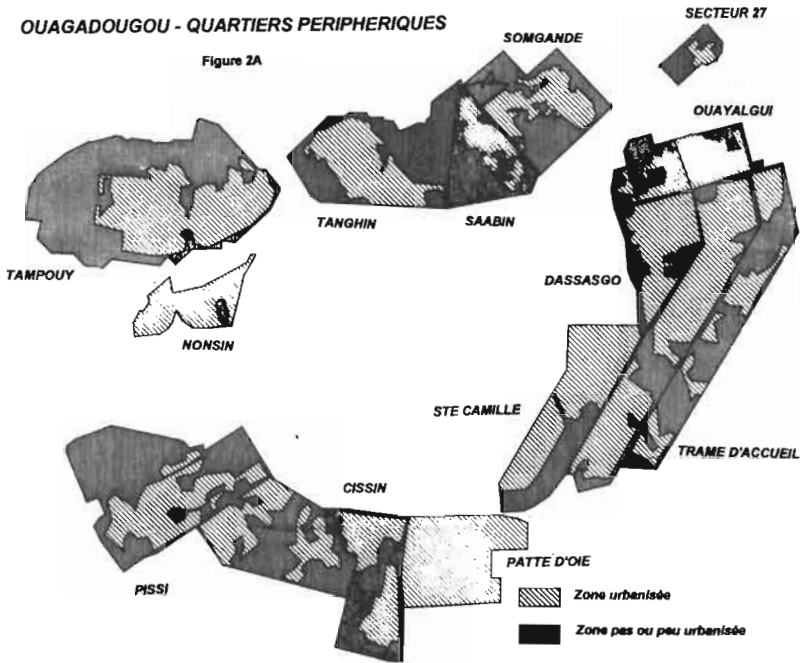 OUAGADOUGOU - QUARTIERS PERIPHERIQUES
Figure 2A
SECTEUR 27
SOMGANDE
OUAYALGUI
TANGHIN
SAABIN
TAMPOUY
DASSASGO
NONSIN
STE CAMILLE
TRAME D'ACCUEIL
CISSIN
PATTE D'OIE
PISSI
Zone urbanisée
Zone pas ou peu urbanisée